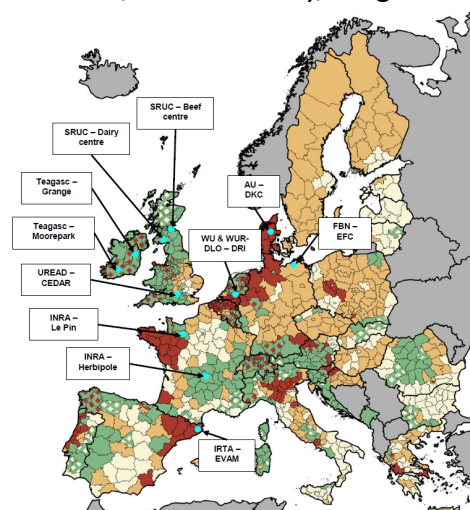 SRUC – Beef
centre
SRUC – Dairy
centre
Teagasc –
Grange
AU –
DKC
Teagasc –
Moorepark
WU & WUR-
DLO – DRI
FBN –
EFC
UREAD –
CEDAR
INRA –
Le Pin
INRA –
Herbipole
IRTA –
EVAM